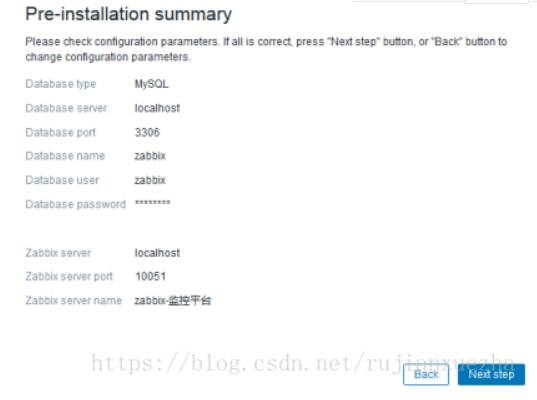 Pre-installation summary
Please check configuration parameters. If all is correct, press "Next step" button, or "Back" button to
change configuration parameters.
Database type MySQL
Database server localhost
Database port 3306
Database name zabbix
Database user zabbix
Database password ********
Zabbix server localhost
Zabbix server port 10051
Zabbix server name zabbix-监控平台
https://blog.csdn.net/rujianxuezha
Back Next step